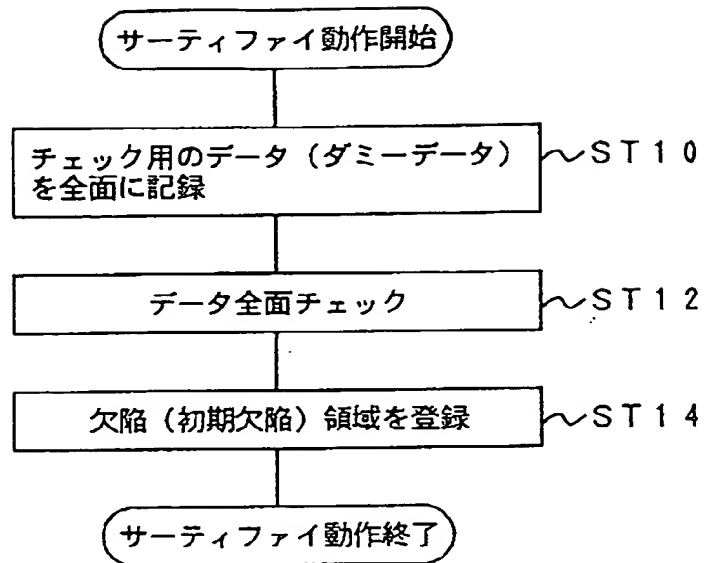 サーティファイ動作開始
チェック用のデータ（ダミーデータ）
を全面に記録
ST10
データ全面チェック
ST12
欠陥（初期欠陥）領域を登録
ST14
サーティファイ動作終了